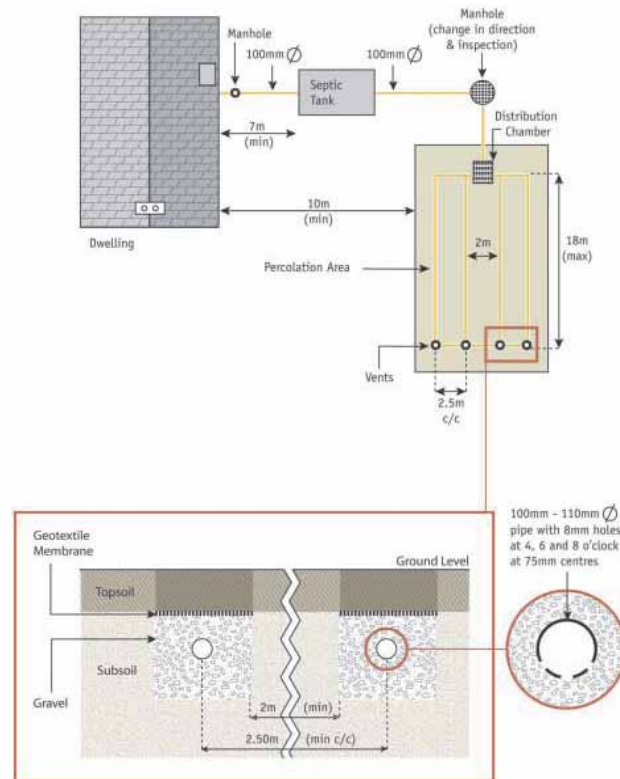 Manhole
(change in direction
& inspection)
Manhole
100mm Ø
100mm Ø
Septic
Tank
Distribution
Chamber
7m
(min)
10m
(min)
Dwelling
2m
18m
(max)
Percolation Area
Vents
2.5m
c/c
100mm - 110mm Ø
pipe with 8mm holes
at 4, 6 and 8 o'clock
at 75mm centres
Geotextile
Membrane
Ground Level
Topsoil
Subsoil
Gravel
2m (min)
2.50m (min c/c)